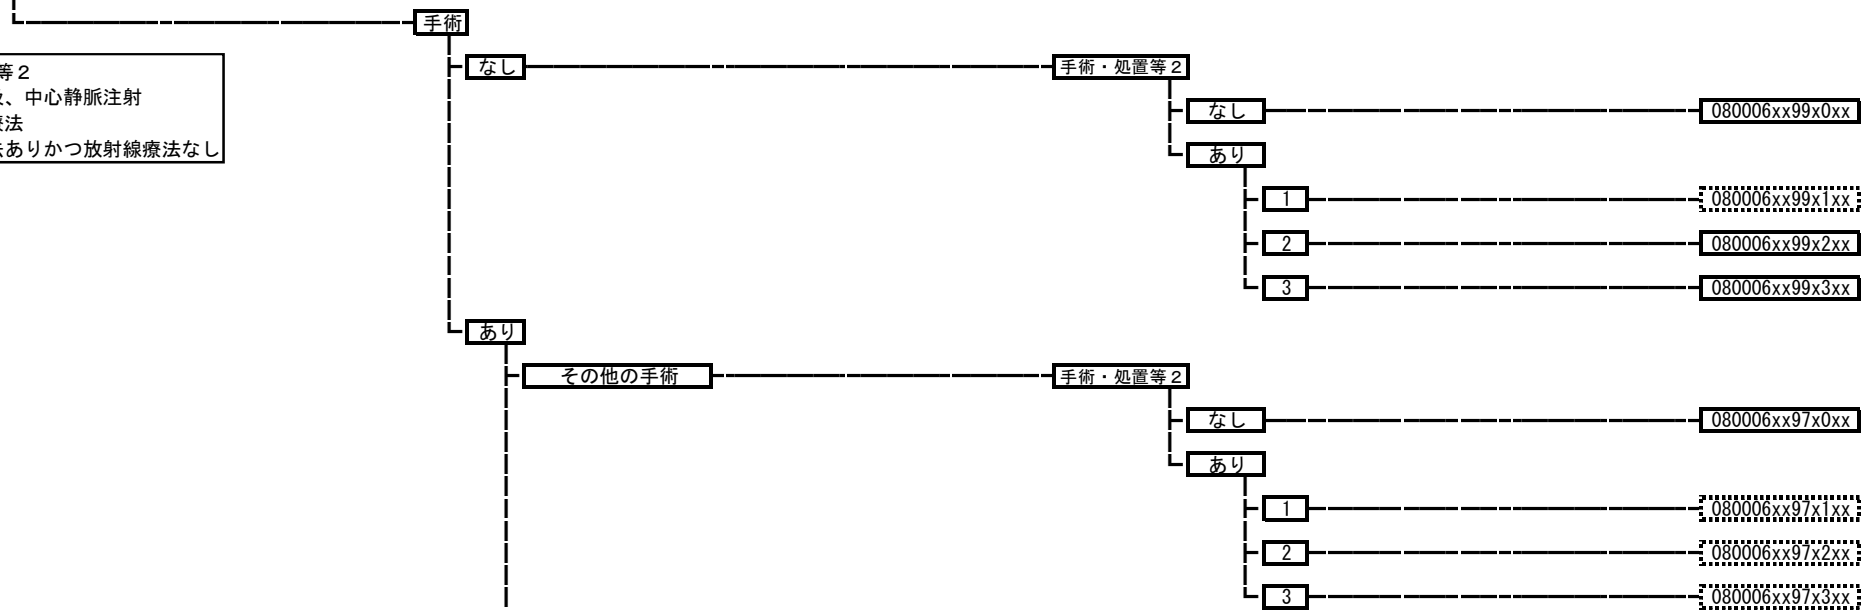 手術
等２
、中心静脈注射
療法
ありかつ放射線療法なし
なし
手術・処置等２
なし
080006xx99x0xx
あり
1
080006xx99x1xx
2
080006xx99x2xx
3
080006xx99x3xx
あり
その他の手術
手術・処置等２
なし
080006xx97x0xx
あり
1
080006xx97x1xx
2
080006xx97x2xx
3
080006xx97x3xx